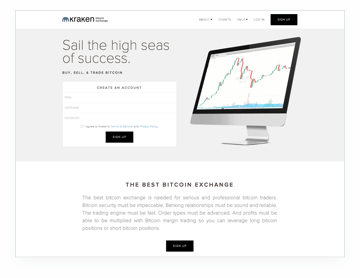 kraken bitcoin exchange
ABOUT CHARTS HELP LOG IN SIGN UP
Sail the high seas
of success.
BUY, SELL, & TRADE BITCOIN
CREATE AN ACCOUNT
EMAIL
USERNAME
PASSWORD
I agree to Kraken's Terms of Service and Privacy Policy.
SIGN UP
THE BEST BITCOIN EXCHANGE
The best bitcoin exchange is needed for serious and professional bitcoin traders.
Bitcoin security must be impeccable. Banking relationships must be sound and reliable.
The trading engine must be fast. Order types must be advanced. And profits must be
able to be multiplied with Bitcoin margin trading so you can leverage long bitcoin
positions or short bitcoin positions.
SIGN UP